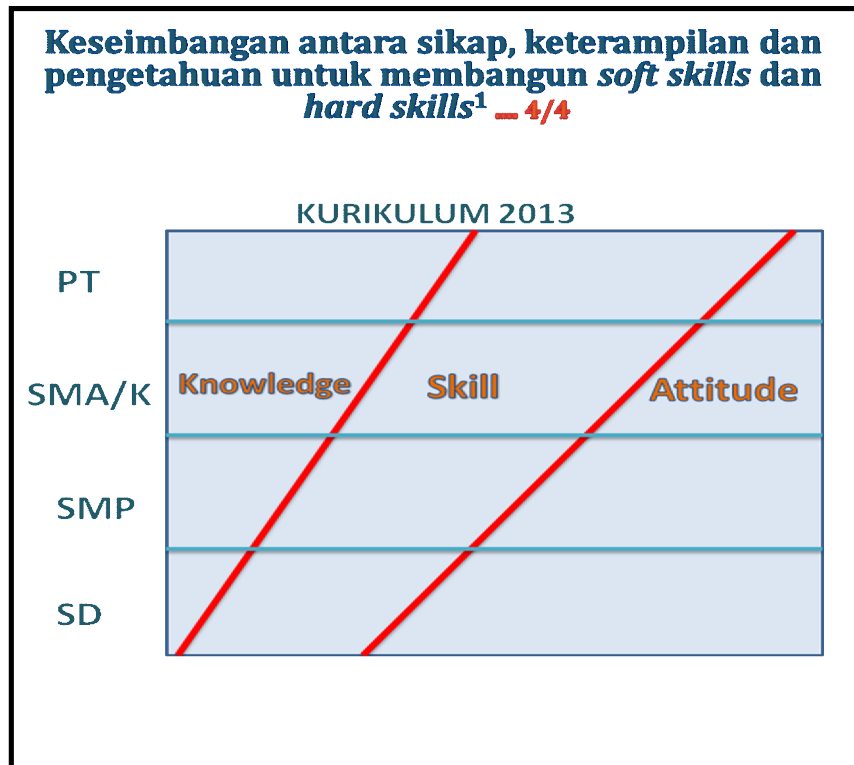 Keseimbangan antara sikap, keterampilan dan
pengetahuan untuk membangun soft skills dan
hard skills¹ .... 4/4
KURIKULUM 2013
PT
SMA/K
Knowledge
Skill
Attitude
SMP
SD